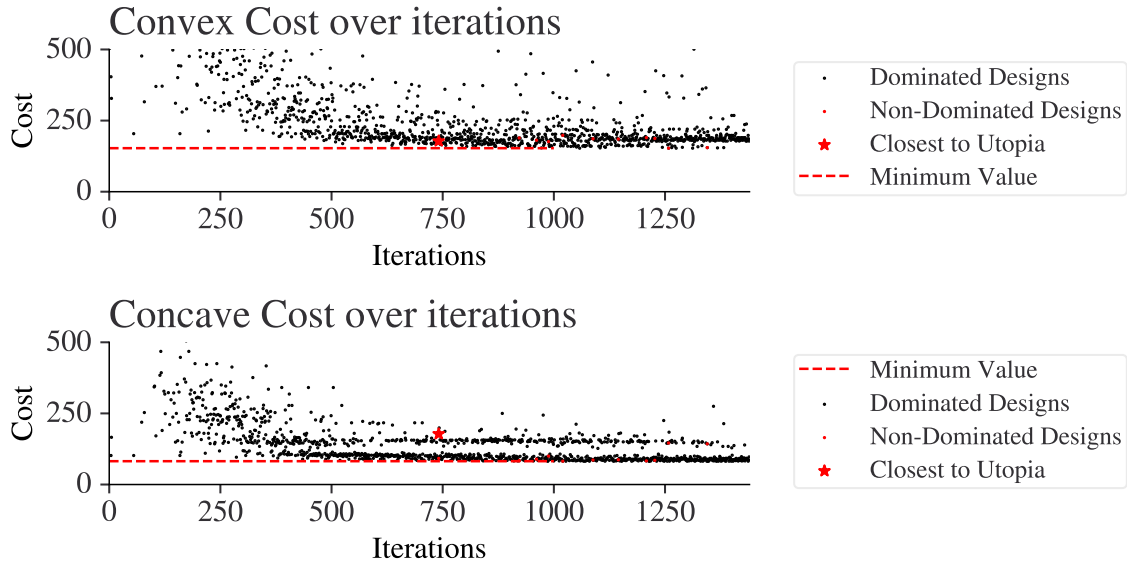 Convex Cost over iterations
500
250
0
Cost
0 250 500 750 1000 1250
Iterations
Dominated Designs
Non-Dominated Designs
Closest to Utopia
Minimum Value
Concave Cost over iterations
500
250
0
Cost
0 250 500 750 1000 1250
Iterations
Minimum Value
Dominated Designs
Non-Dominated Designs
Closest to Utopia